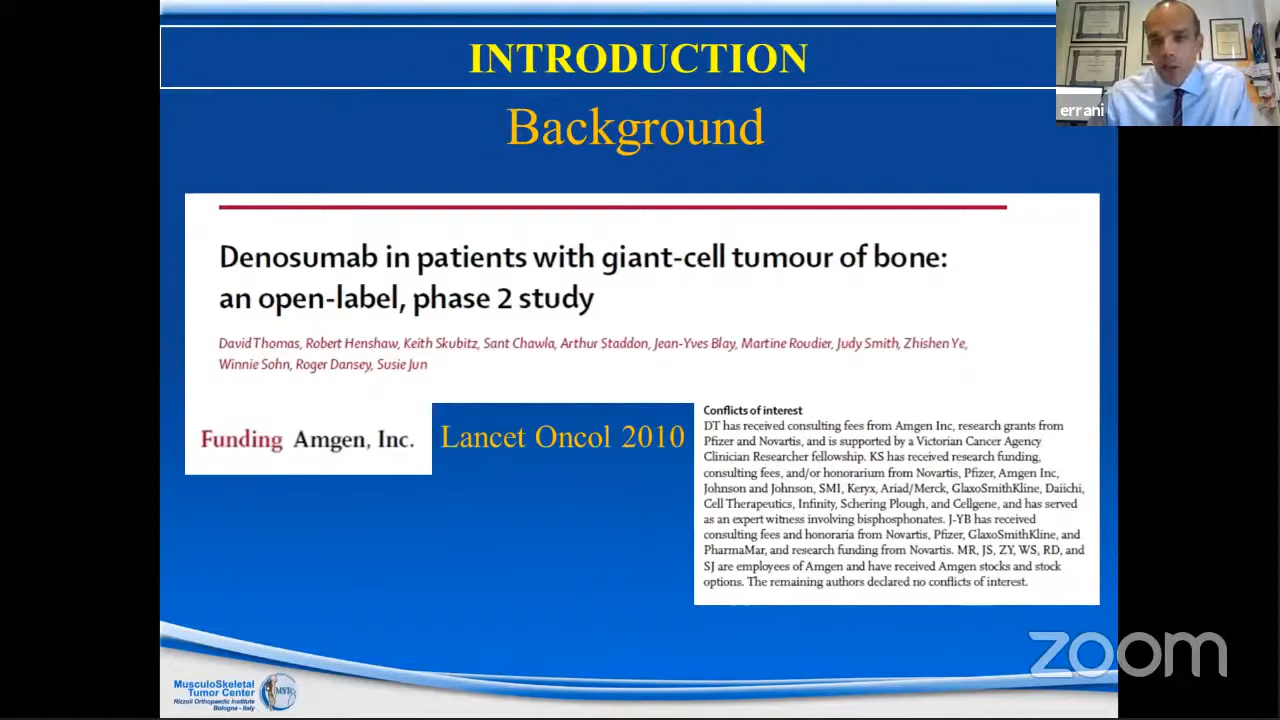 INTRODUCTION
errani
Background
Denosumab in patients with giant-cell tumour of bone:
an open-label, phase 2 study
David Thomas, Robert Henshaw, Keith Skubitz, Sant Chawla, Arthur Staddon, Jean-Yves Blay, Martine Roudier, Judy Smith, Zhishen Ye,
Winnie Sohn, Roger Dansey, Susie Jun
Funding Amgen, Inc.
Lancet Oncol 2010
Conflicts of interest
DT has received consulting fees from Amgen Inc, research grants from
Pfizer and Novartis, and is supported by a Victorian Cancer Agency
Clinician Researcher fellowship. KS has received research funding,
consulting fees, and/or honorarium from Novartis, Pfizer, Amgen Inc,
Johnson and Johnson, SMI, Keryx, Ariad/Merck, GlaxoSmithKline, Daiichi,
Cell Therapeutics, Infinity, Schering Plough, and Cellgene, and has served
as an expert witness involving bisphosphonates. J-YB has received
consulting fees and honoraria from Novartis, Pfizer, GlaxoSmithKline, and
PharmaMar, and research funding from Novartis. MR, JS, ZY, WS, RD, and
SJ are employees of Amgen and have received Amgen stocks and stock
options. The remaining authors declared no conflicts of interest.
zoom
MusculoSkeletal
Tumor Center
Rizzoli Orthopaedic Institute
Bologna - Italy
MSTC